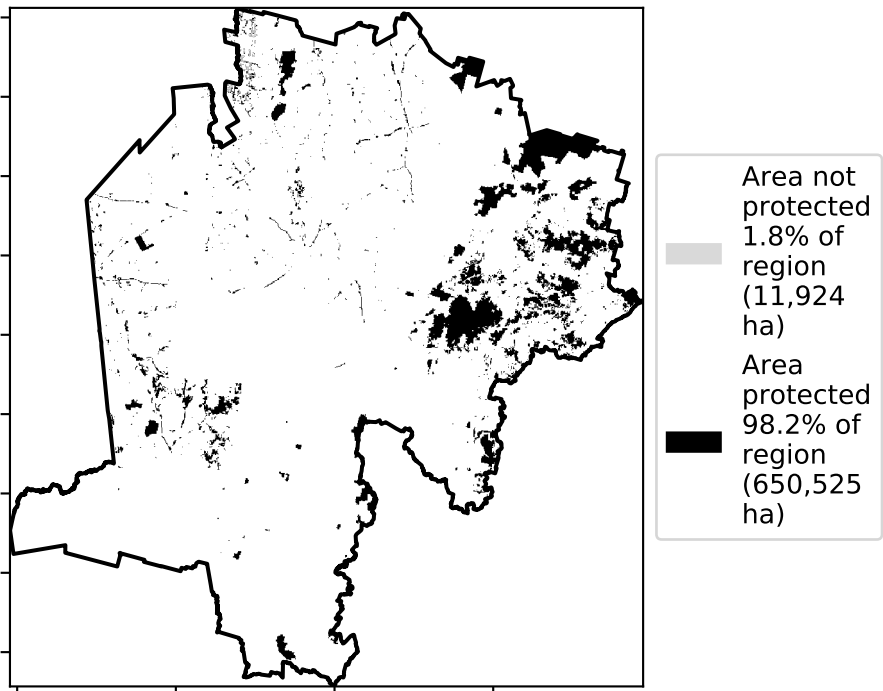 Area not
protected
1.8% of
region
(11,924
ha)
Area
protected
98.2% of
region
(650,525
ha)